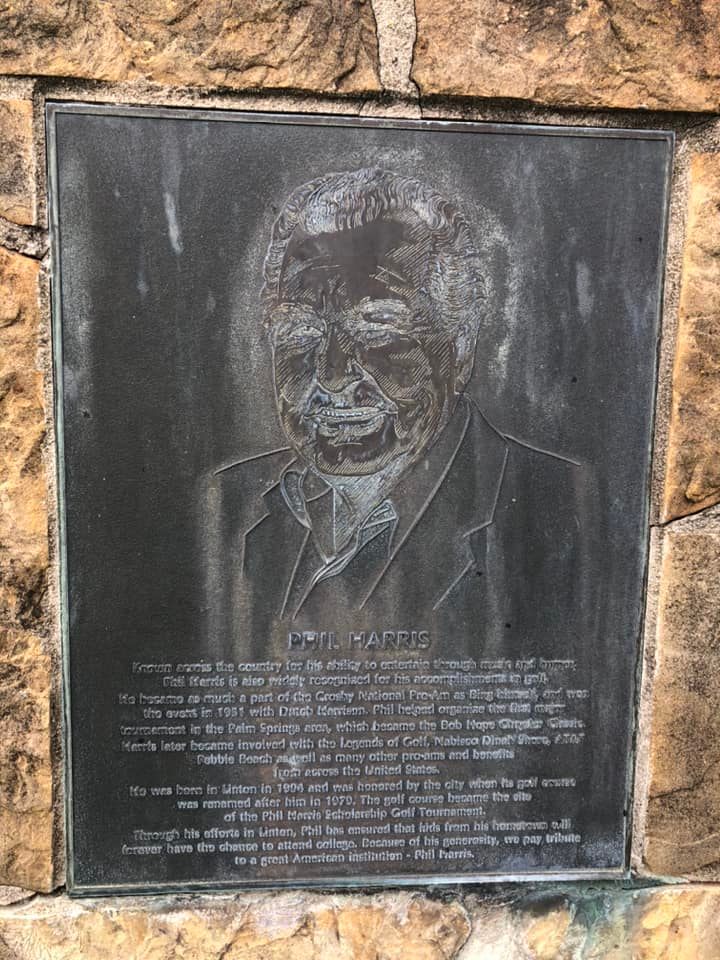 PHIL HARRIS
Known across the country for his ability to entertain through music and humor,
Phil Harris is also widely recognized for his accomplishments in golf.
He became as much a part of the Crosby National Pro-Am as Bing himself, and won
the event in 1951 with Dutch Harrison. Phil helped organize the first major
tournament in the Palm Springs area, which became the Bob Hope Chrysler Classic.
Harris later became involved with the Legends of Golf, Nabisco Dinah Shore, AT&T
Pebble Beach as well as many other pro-ams and benefits
from across the United States.
He was born in Linton in 1904 and was honored by the city when its golf course
was renamed after him in 1979. The golf course became the site
of the Phil Harris Scholarship Golf Tournament.
Through his efforts in Linton, Phil has ensured that kids from his hometown will
forever have the chance to attend college. Because of his generosity, we pay tribute
to a great American institution - Phil Harris.